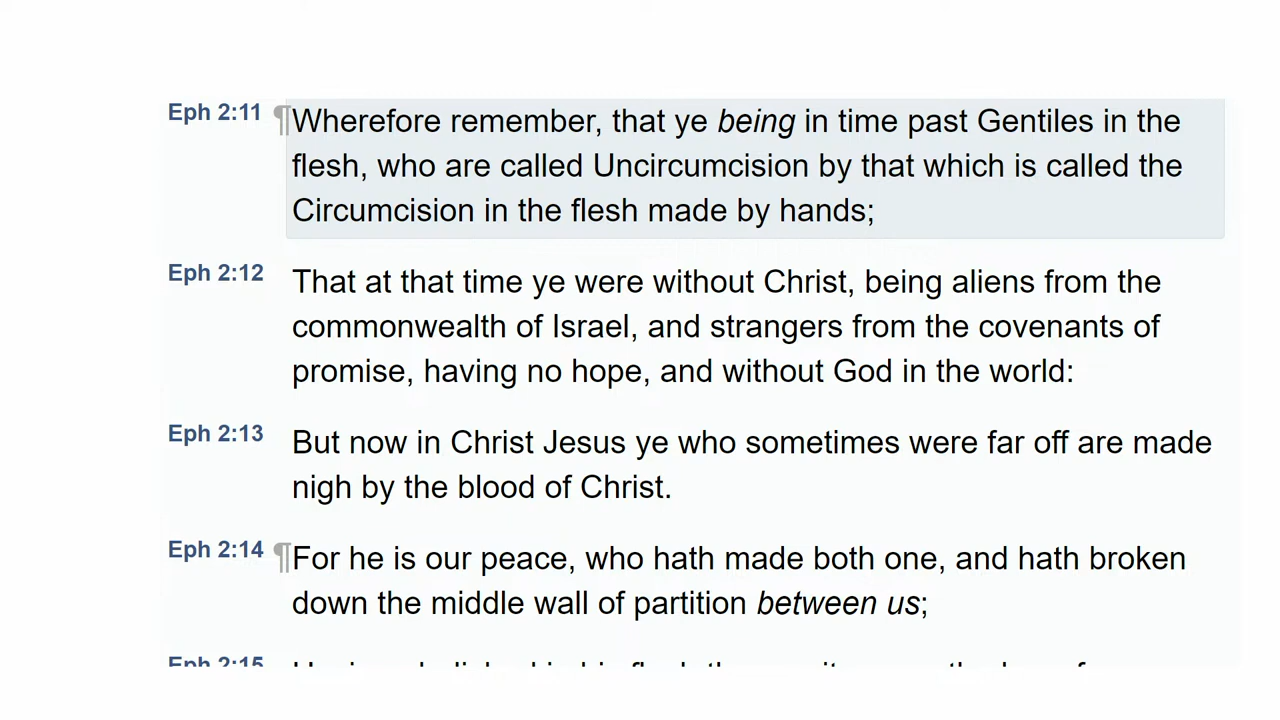 Eph 2:11 ¶Wherefore remember, that ye being in time past Gentiles in the
flesh, who are called Uncircumcision by that which is called the
Circumcision in the flesh made by hands;
Eph 2:12 That at that time ye were without Christ, being aliens from the
commonwealth of Israel, and strangers from the covenants of
promise, having no hope, and without God in the world:
Eph 2:13 But now in Christ Jesus ye who sometimes were far off are made
nigh by the blood of Christ.
Eph 2:14 ¶For he is our peace, who hath made both one, and hath broken
down the middle wall of partition between us;
Eph 2:15